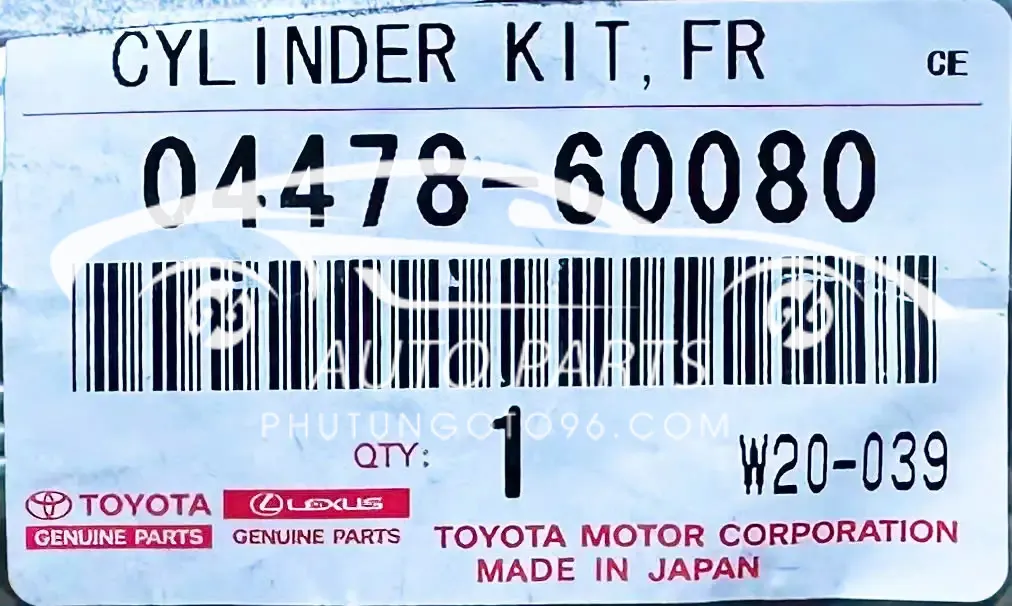 CYLINDER KIT, FR
CE
04478-60080
AUTO PARTS
PHUTUNGOTO96.COM
QTY: 1
W20-039
TOYOTA
GENUINE PARTS
LEXUS
GENUINE PARTS
TOYOTA MOTOR CORPORATION
MADE IN JAPAN